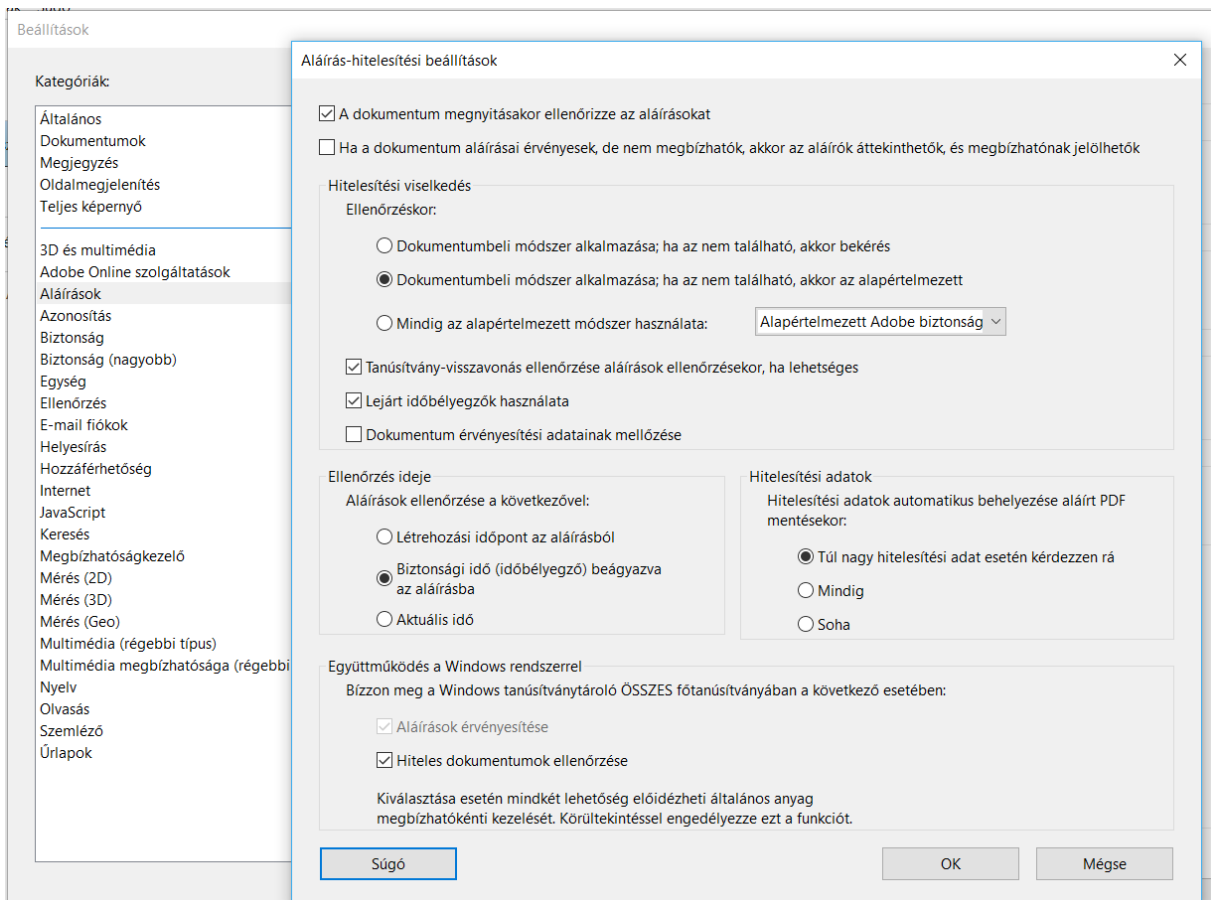 Beállítások
Kategóriák:
Általános
Dokumentumok
Megjegyzés
Oldalmegjelenítés
Teljes képernyő
3D és multimédia
Adobe Online szolgáltatások
Aláírások
Azonosítás
Biztonság
Biztonság (nagyobb)
Egység
Ellenőrzés
E-mail fiókok
Helyesírás
Hozzáférhetőség
Internet
JavaScript
Keresés
Megbízhatóságkezelő
Mérés (2D)
Mérés (3D)
Mérés (Geo)
Multimédia (régebbi típus)
Multimédia megbízhatósága (régebbi
Nyelv
Olvasás
Szemléző
Űrlapok
Aláírás-hitelesítési beállítások
A dokumentum megnyitásakor ellenőrizze az aláírásokat
Ha a dokumentum aláírásai érvényesek, de nem megbízhatók, akkor az aláírók áttekinthetők, és megbízhatónak jelölhetők
Hitelesítési viselkedés
Ellenőrzéskor:
Dokumentumbeli módszer alkalmazása; ha az nem található, akkor bekérés
Dokumentumbeli módszer alkalmazása; ha az nem található, akkor az alapértelmezett
Mindig az alapértelmezett módszer használata:
Alapértelmezett Adobe biztonság
Tanúsítvány-visszavonás ellenőrzése aláírások ellenőrzésekor, ha lehetséges
Lejárt időbélyegzők használata
Dokumentum érvényesítési adatainak mellőzése
Ellenőrzés ideje
Aláírások ellenőrzése a következővel:
Létrehozási időpont az aláírásból
Biztonsági idő (időbélyegző) beágyazva
az aláírásba
Aktuális idő
Hitelesítési adatok
Hitelesítési adatok automatikus behelyezése aláírt PDF
mentésekor:
Túl nagy hitelesítési adat esetén kérdezzen rá
Mindig
Soha
Együttműködés a Windows rendszerrel
Bízzon meg a Windows tanúsítványtároló ÖSSZES főtanúsítványában a következő esetében:
Aláírások érvényesítése
Hiteles dokumentumok ellenőrzése
Kiválasztása esetén mindkét lehetőség előidézheti általános anyag
megbízhatókénti kezelését. Körültekintéssel engedélyezze ezt a funkciót.
Súgó
OK
Mégse